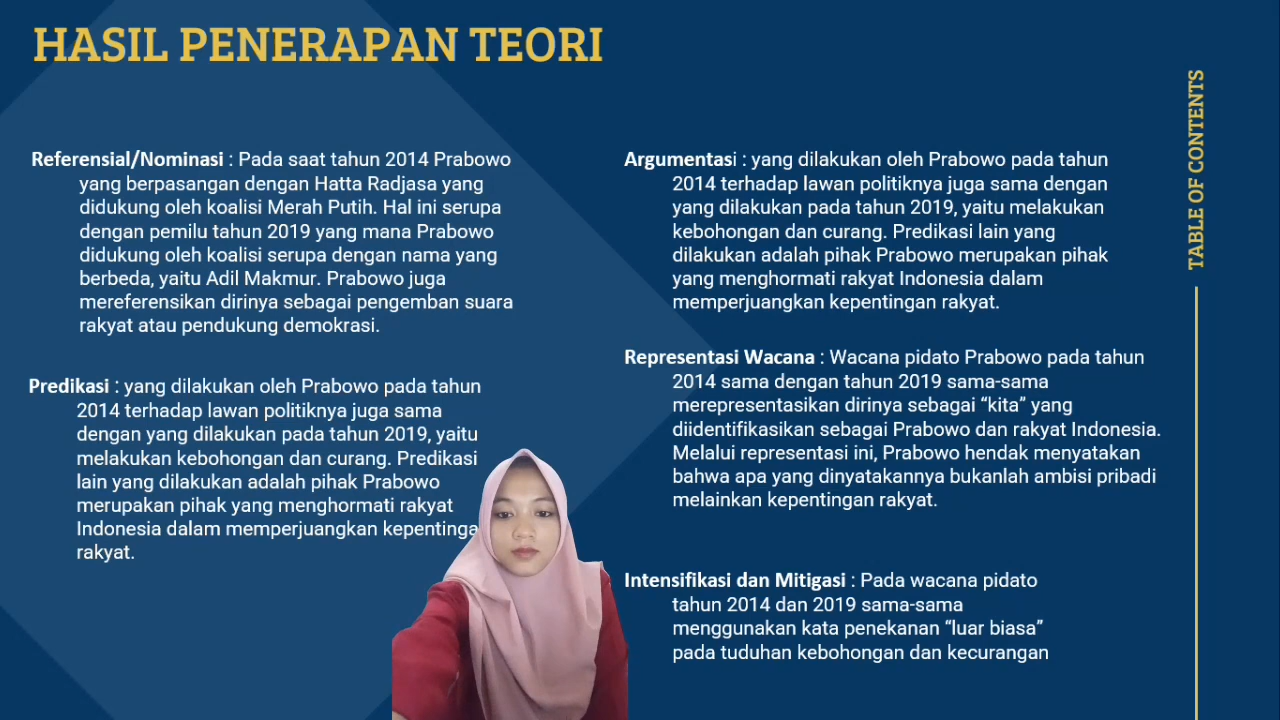 HASIL PENERAPAN TEORI
Referensial/Nominasi : Pada saat tahun 2014 Prabowo
yang berpasangan dengan Hatta Radjasa yang
didukung oleh koalisi Merah Putih. Hal ini serupa
dengan pemilu tahun 2019 yang mana Prabowo
didukung oleh koalisi serupa dengan nama yang
berbeda, yaitu Adil Makmur. Prabowo juga
mereferensikan dirinya sebagai pengemban suara
rakyat atau pendukung demokrasi.
Predikasi : yang dilakukan oleh Prabowo pada tahun
2014 terhadap lawan politiknya juga sama
dengan yang dilakukan pada tahun 2019, yaitu
melakukan kebohongan dan curang. Predikasi
lain yang dilakukan adalah pihak Prabowo
merupakan pihak yang menghormati rakyat
Indonesia dalam memperjuangkan kepentinga
rakyat.
Argumentasi : yang dilakukan oleh Prabowo pada tahun
2014 terhadap lawan politiknya juga sama dengan
yang dilakukan pada tahun 2019, yaitu melakukan
kebohongan dan curang. Predikasi lain yang
dilakukan adalah pihak Prabowo merupakan pihak
yang menghormati rakyat Indonesia dalam
memperjuangkan kepentingan rakyat.
Representasi Wacana : Wacana pidato Prabowo pada tahun
2014 sama dengan tahun 2019 sama-sama
merepresentasikan dirinya sebagai “kita” yang
diidentifikasikan sebagai Prabowo dan rakyat Indonesia.
Melalui representasi ini, Prabowo hendak menyatakan
bahwa apa yang dinyatakannya bukanlah ambisi pribadi
melainkan kepentingan rakyat.
Intensifikasi dan Mitigasi : Pada wacana pidato
tahun 2014 dan 2019 sama-sama
menggunakan kata penekanan “luar biasa”
pada tuduhan kebohongan dan kecurangan
TABLE OF CONTENTS